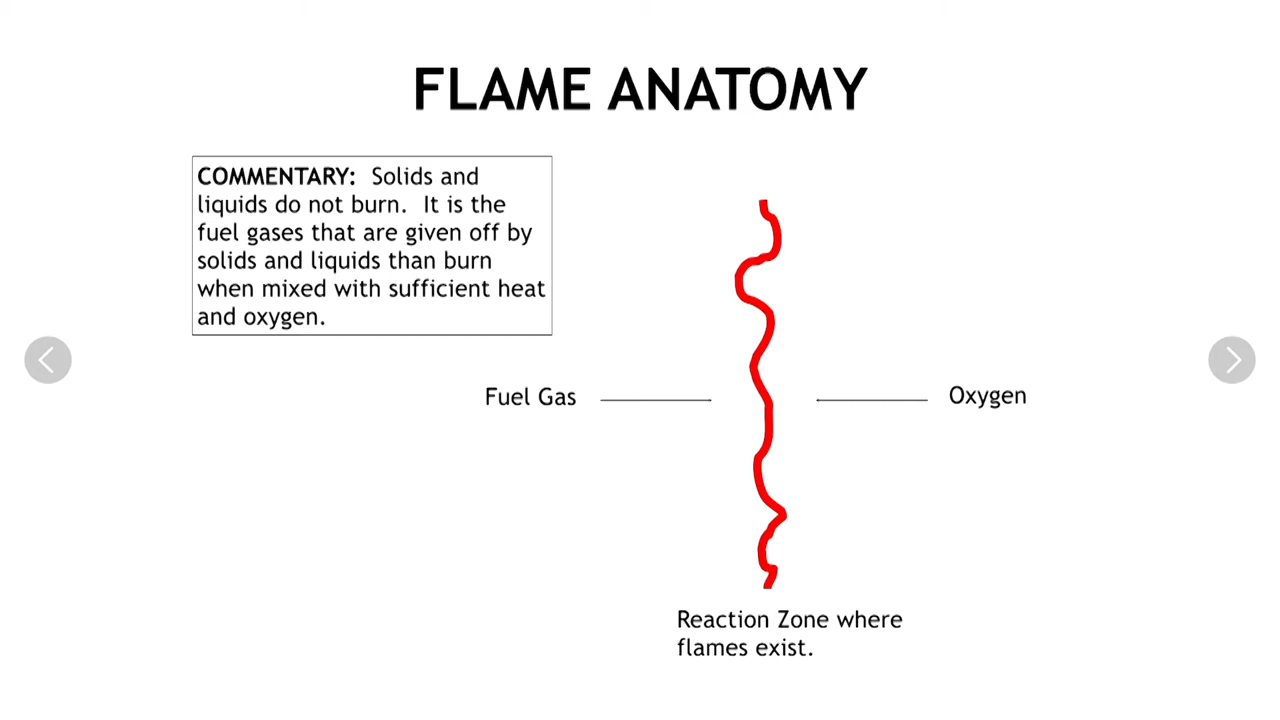 FLAME ANATOMY
COMMENTARY: Solids and
liquids do not burn. It is the
fuel gases that are given off by
solids and liquids than burn
when mixed with sufficient heat
and oxygen.
Fuel Gas
Oxygen
Reaction Zone where
flames exist.